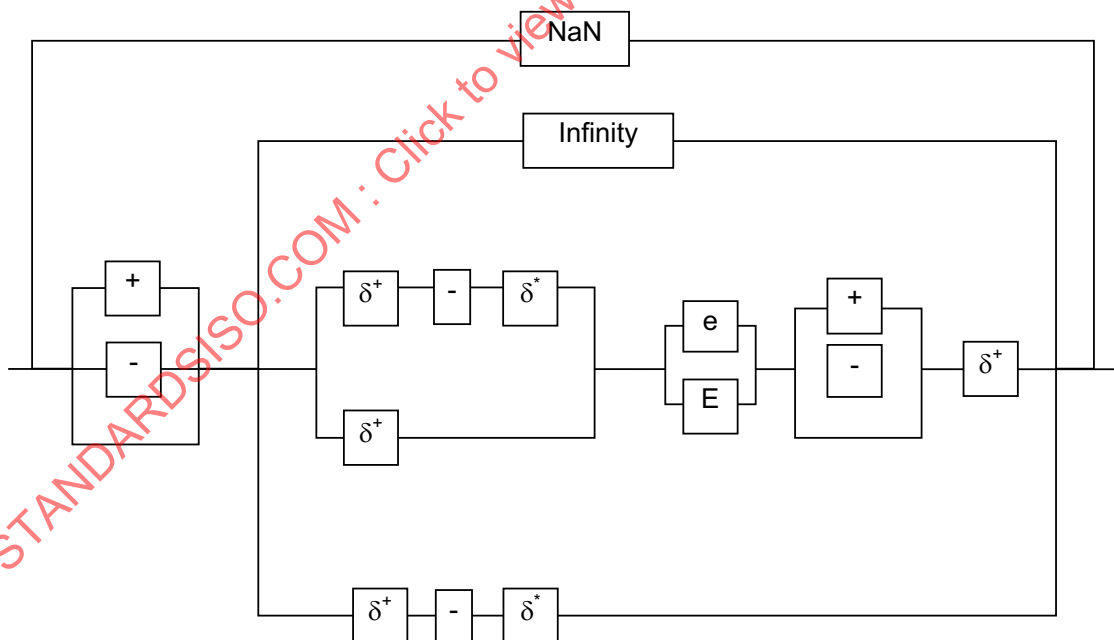 NaN
Infinity
+
δ+ - δ*
+
e
-
-
δ+
E
δ+
δ+ - δ*
STANDARDSISO.COM : Click to view